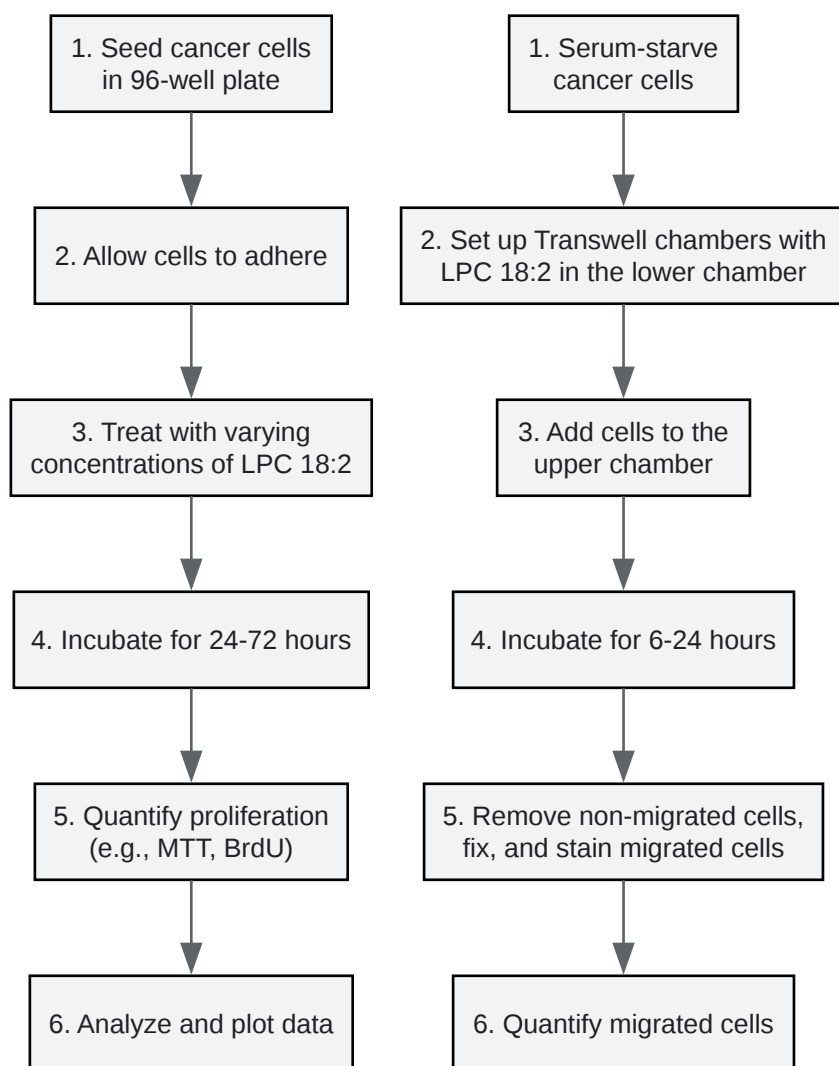 1. Seed cancer cells
in 96-well plate
2. Allow cells to adhere
3. Treat with varying
concentrations of LPC 18:2
4. Incubate for 24-72 hours
5. Quantify proliferation
(e.g., MTT, BrdU)
6. Analyze and plot data
1. Serum-starve
cancer cells
2. Set up Transwell chambers with
LPC 18:2 in the lower chamber
3. Add cells to the
upper chamber
4. Incubate for 6-24 hours
5. Remove non-migrated cells,
fix, and stain migrated cells
6. Quantify migrated cells